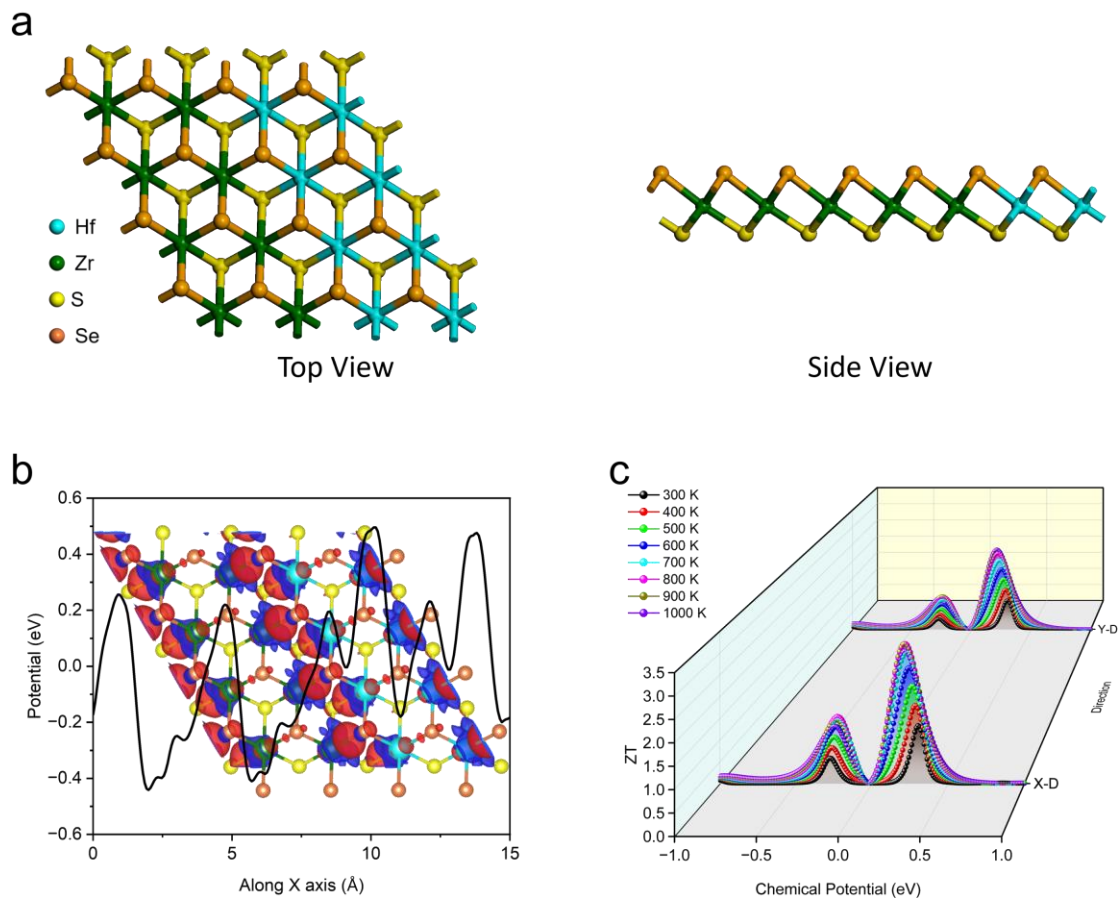 a
Hf
Zr
S
Se
Top View
Side View
b
0.6
0.4
0.2
0.0
−0.2
−0.4
−0.6
Potential (eV)
0
5
10
15
Along X axis (Å)
c
300 K
400 K
500 K
600 K
700 K
800 K
900 K
1000 K
3.5
3.0
2.5
2.0
1.5
1.0
0.5
0.0
ZT
−1.0
−0.5
0.0
0.5
1.0
Chemical Potential (eV)
Y-D
Direction
X-D